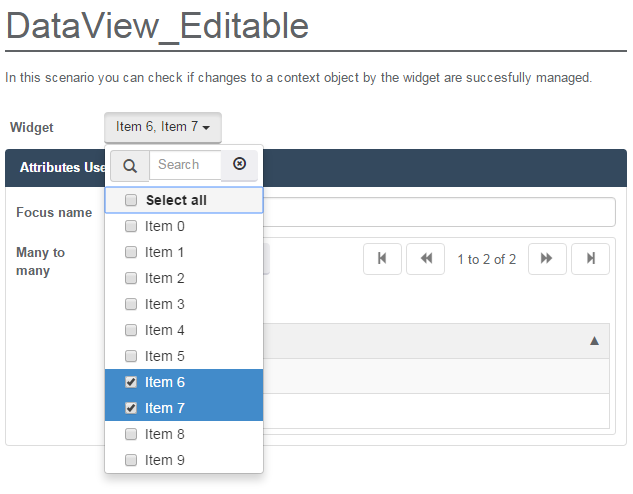 DataView_Editable
In this scenario you can check if changes to a context object by the widget are succesfully managed.
Widget
Item 6, Item 7
Search
Attributes Use
Select all
Focus name
Item 0
Many to
many
Item 1
1 to 2 of 2
Item 2
Item 3
Item 4
Item 5
Item 6
Item 7
Item 8
Item 9